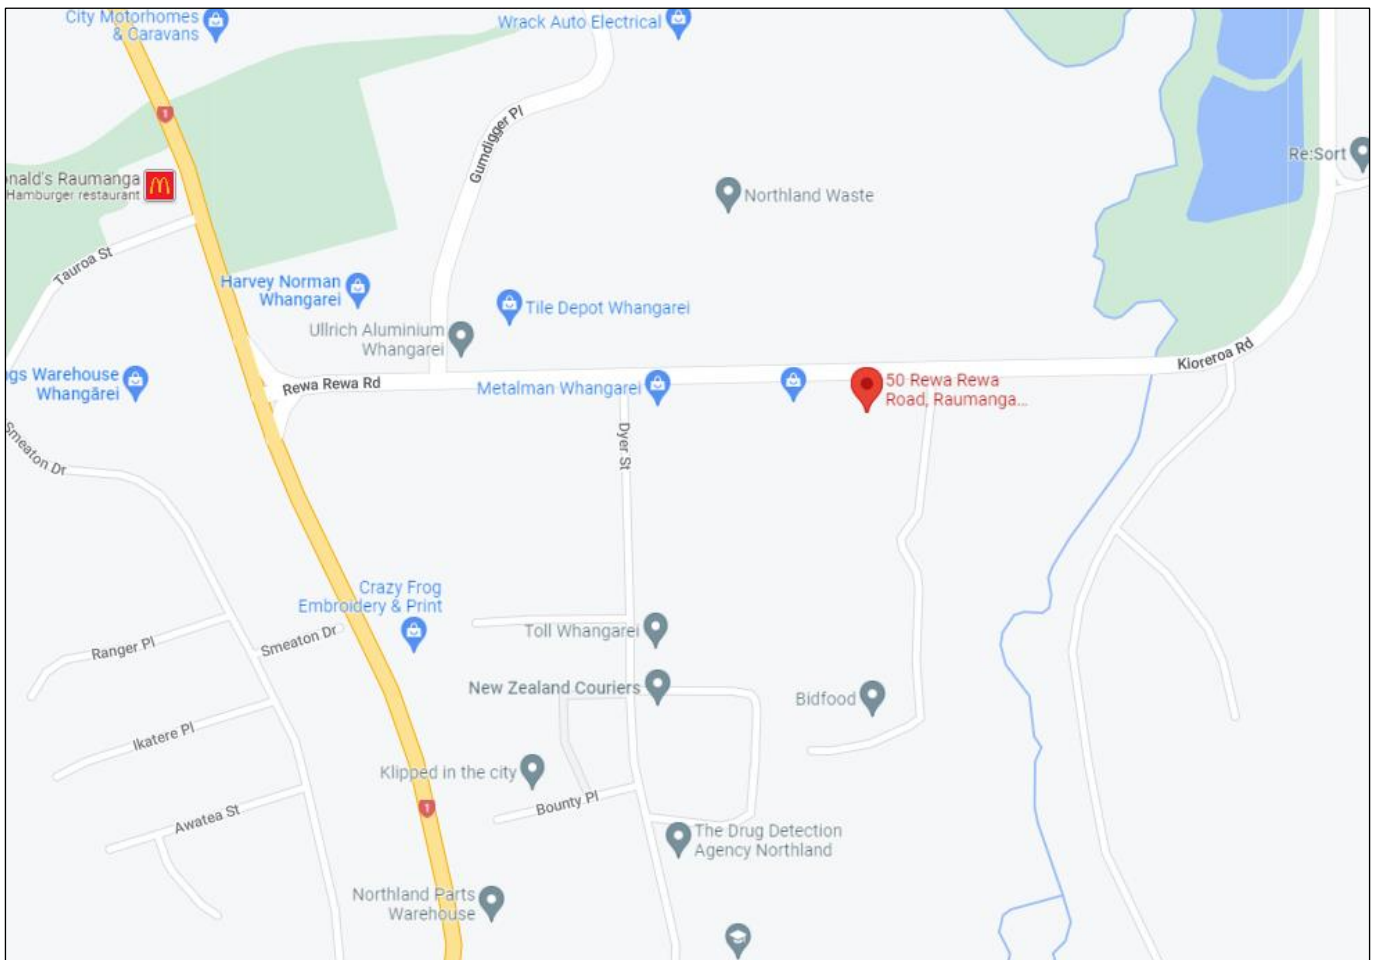 City Motorhomes
& Caravans
Wrack Auto Electrical
1
Gumdigger Pl
Re:Sort
nald's Raumanga
Hamburger restaurant
Northland Waste
Tauroa St
Harvey Norman
Whangarei
Tile Depot Whangarei
Ullrich Aluminium
Whangarei
Kioreroa Rd
gs Warehouse
Whangārei
Rewa Rewa Rd
Metalman Whangarei
50 Rewa Rewa
Road, Raumanga...
Smeaton Dr
Dyer St
Crazy Frog
Embroidery & Print
Ranger Pl
Smeaton Dr
Toll Whangarei
New Zealand Couriers
Bidfood
Ikatere Pl
Klipped in the city
Bounty Pl
1
Awatea St
The Drug Detection
Agency Northland
Northland Parts
Warehouse